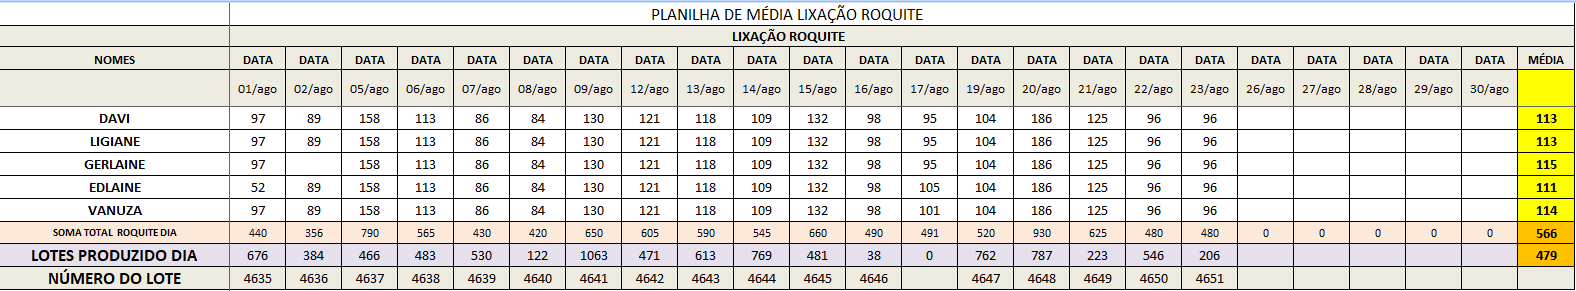 PLANILHA DE MÉDIA LIXAÇÃO ROQUITE
LIXAÇÃO ROQUITE
NOMES DATA DATA DATA DATA DATA DATA DATA DATA DATA DATA DATA DATA DATA DATA DATA DATA DATA DATA DATA DATA DATA DATA DATA MÉDIA
01/ago 02/ago 05/ago 06/ago 07/ago 08/ago 09/ago 12/ago 13/ago 14/ago 15/ago 16/ago 17/ago 19/ago 20/ago 21/ago 22/ago 23/ago 26/ago 27/ago 28/ago 29/ago 30/ago
DAVI 97 89 158 113 86 84 130 121 118 109 132 98 95 104 186 125 96 96 113
LIGIANE 97 89 158 113 86 84 130 121 118 109 132 98 95 104 186 125 96 96 113
GERLAINE 97 158 113 86 84 130 121 118 109 132 98 95 104 186 125 96 96 115
EDLAINE 52 89 158 113 86 84 130 121 118 109 132 98 105 104 186 125 96 96 111
VANUZA 97 89 158 113 86 84 130 121 118 109 132 98 101 104 186 125 96 96 114
SOMA TOTAL ROQUITE DIA 440 356 790 565 430 420 650 605 590 545 660 490 491 520 930 625 480 480 0 0 0 0 0 566
LOTES PRODUZIDO DIA 676 384 466 483 530 122 1063 471 613 769 481 38 0 762 787 223 546 206 479
NÚMERO DO LOTE 4635 4636 4637 4638 4639 4640 4641 4642 4643 4644 4645 4646 4647 4648 4649 4650 4651